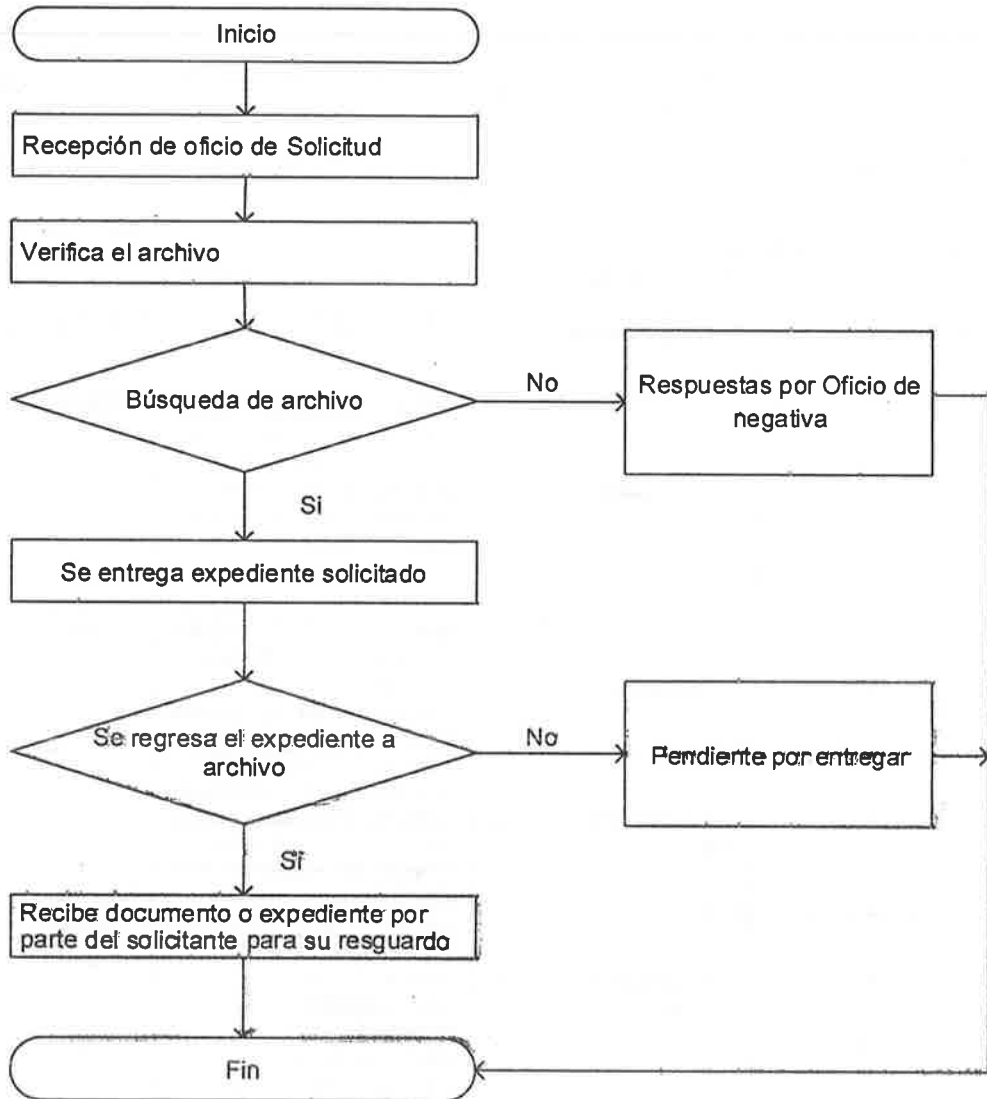 Inicio
Recepción de oficio de Solicitud
Verifica el archivo
Búsqueda de archivo
No
Respuestas por Oficio de
negativa
Si
Se entrega expediente solicitado
Se regresa el expediente a
archivo
No
Pendiente por entregar
Si
Recibe documento o expediente por
parte del solicitante para su resguardo
Fin